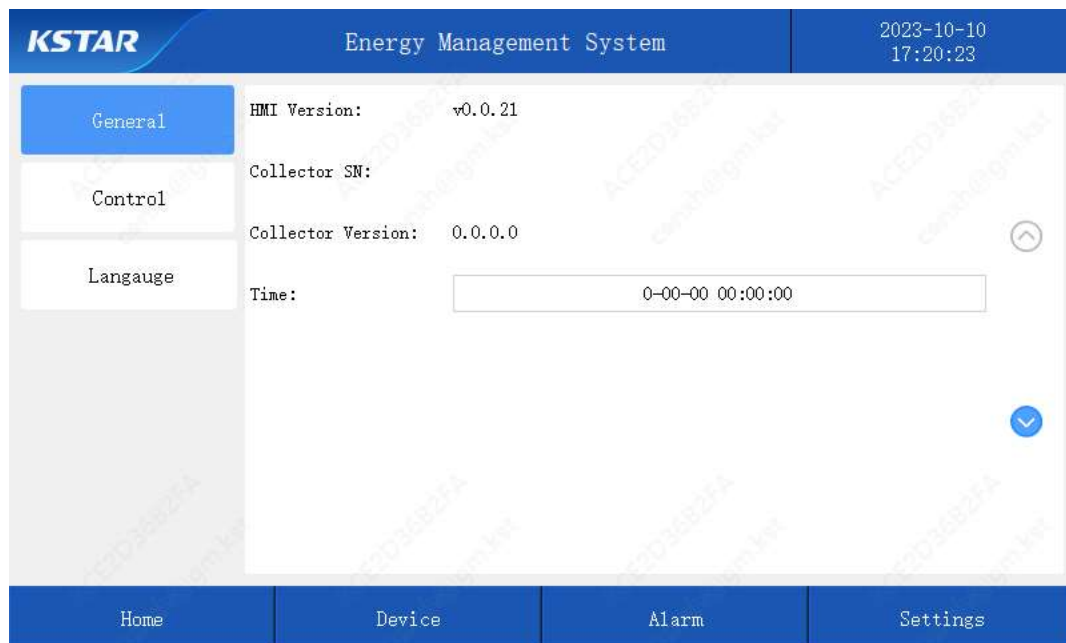 KSTAR
Energy Management System
2023-10-10
17:20:23
General
Control
Langauge
HMI Version: v0.0.21
Collector SN:
Collector Version: 0.0.0.0
Time: 0-00-00 00:00:00
Home
Device
Alarm
Settings